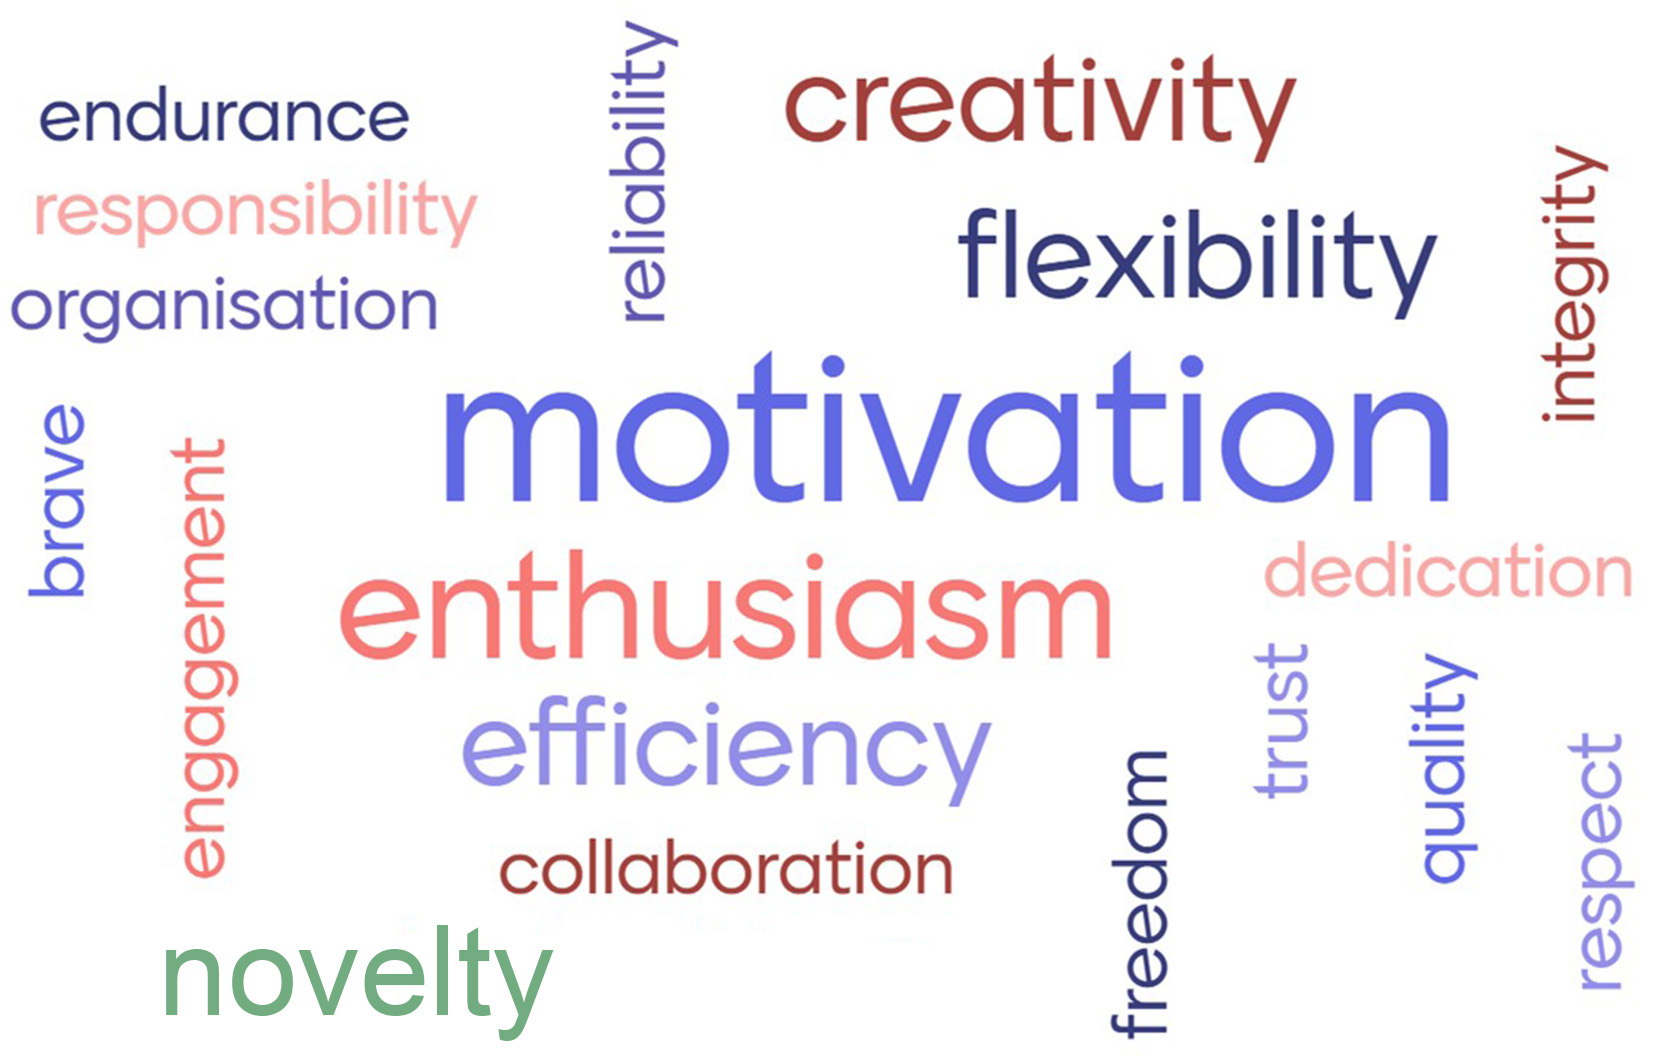 endurance
reliability
creativity
responsibility
flexibility
integrity
organisation
motivation
brave
engagement
enthusiasm
dedication
efficiency
trust
quality
collaboration
freedom
respect
novelty